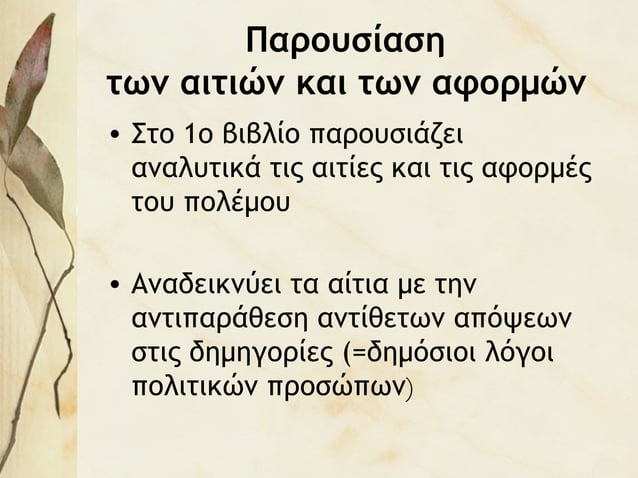 Παρουσίαση
των αιτιών και των αφορμών
• Στο 1ο βιβλίο παρουσιάζει
αναλυτικά τις αιτίες και τις αφορμές
του πολέμου
• Αναδεικνύει τα αίτια με την
αντιπαράθεση αντίθετων απόψεων
στις δημηγορίες (=δημόσιοι λόγοι
πολιτικών προσώπων)